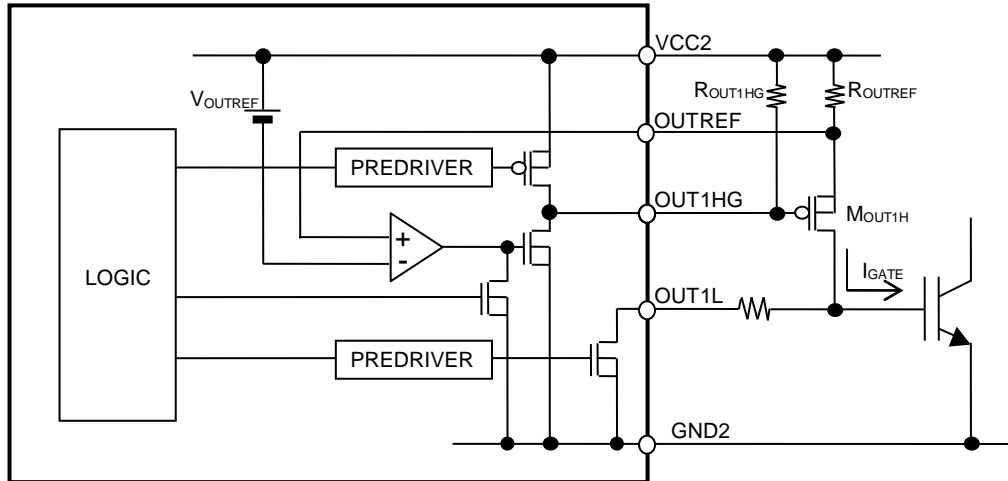 VCC2
VOUTREF
ROUT1HG
ROUTREF
OUTREF
PREDRIVER
OUT1HG
MOUT1H
+
-
LOGIC
IGATE
OUT1L
PREDRIVER
GND2